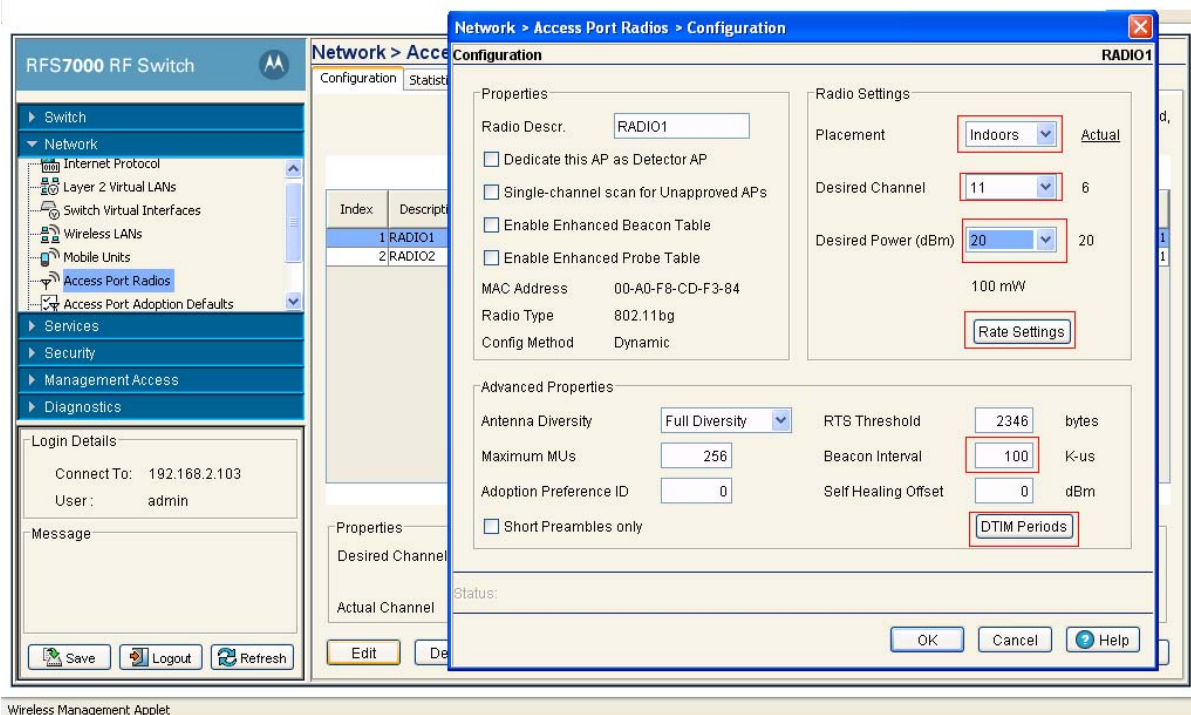 RFS7000 RF Switch
Switch
Network
Internet Protocol
Layer 2 Virtual LANs
Switch Virtual Interfaces
Wireless LANs
Mobile Units
Access Port Radios
Access Port Adoption Defaults
Services
Security
Management Access
Diagnostics
Login Details
Connect To: 192.168.2.103
User : admin
Message
Save Logout Refresh
Network > Acce
Configuration Statisti
d,
Index Descripti
1 RADIO1 1
2 RADIO2 1
Properties
Desired Channel
Actual Channel
Edit De
Network > Access Port Radios > Configuration
Configuration RADIO1
Properties
Radio Descr. RADIO1
Dedicate this AP as Detector AP
Single-channel scan for Unapproved APs
Enable Enhanced Beacon Table
Enable Enhanced Probe Table
MAC Address 00-A0-F8-CD-F3-84
Radio Type 802.11bg
Config Method Dynamic
Radio Settings
Placement Indoors Actual
Desired Channel 11 6
Desired Power (dBm) 20 20
100 mW
Rate Settings
Advanced Properties
Antenna Diversity Full Diversity RTS Threshold 2346 bytes
Maximum MUs 256 Beacon Interval 100 K-us
Adoption Preference ID 0 Self Healing Offset 0 dBm
Short Preambles only DTIM Periods
Status:
OK Cancel Help
Wireless Management Applet